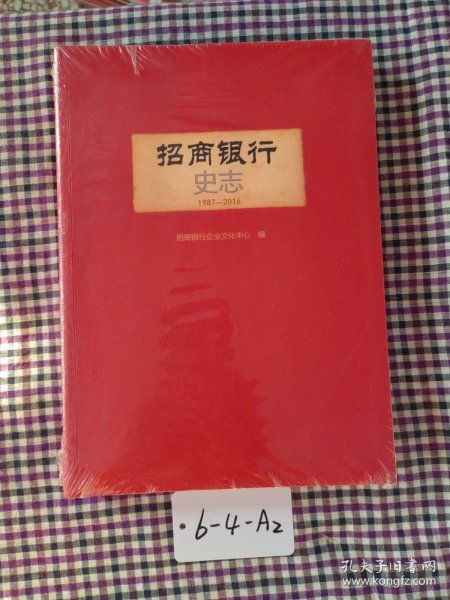 招商银行
史志
1987—2016
招商银行企业文化中心 编
·6-4-A2
孔夫子旧书网
www.kongfz.com